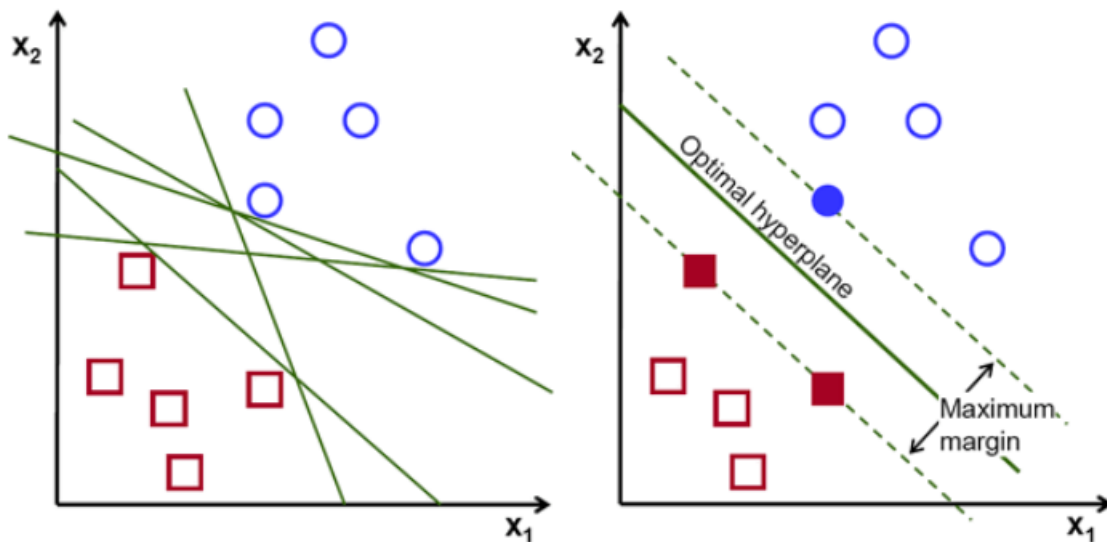 x₂
x₁
x₂
Optimal hyperplane
Maximum
margin
x₁